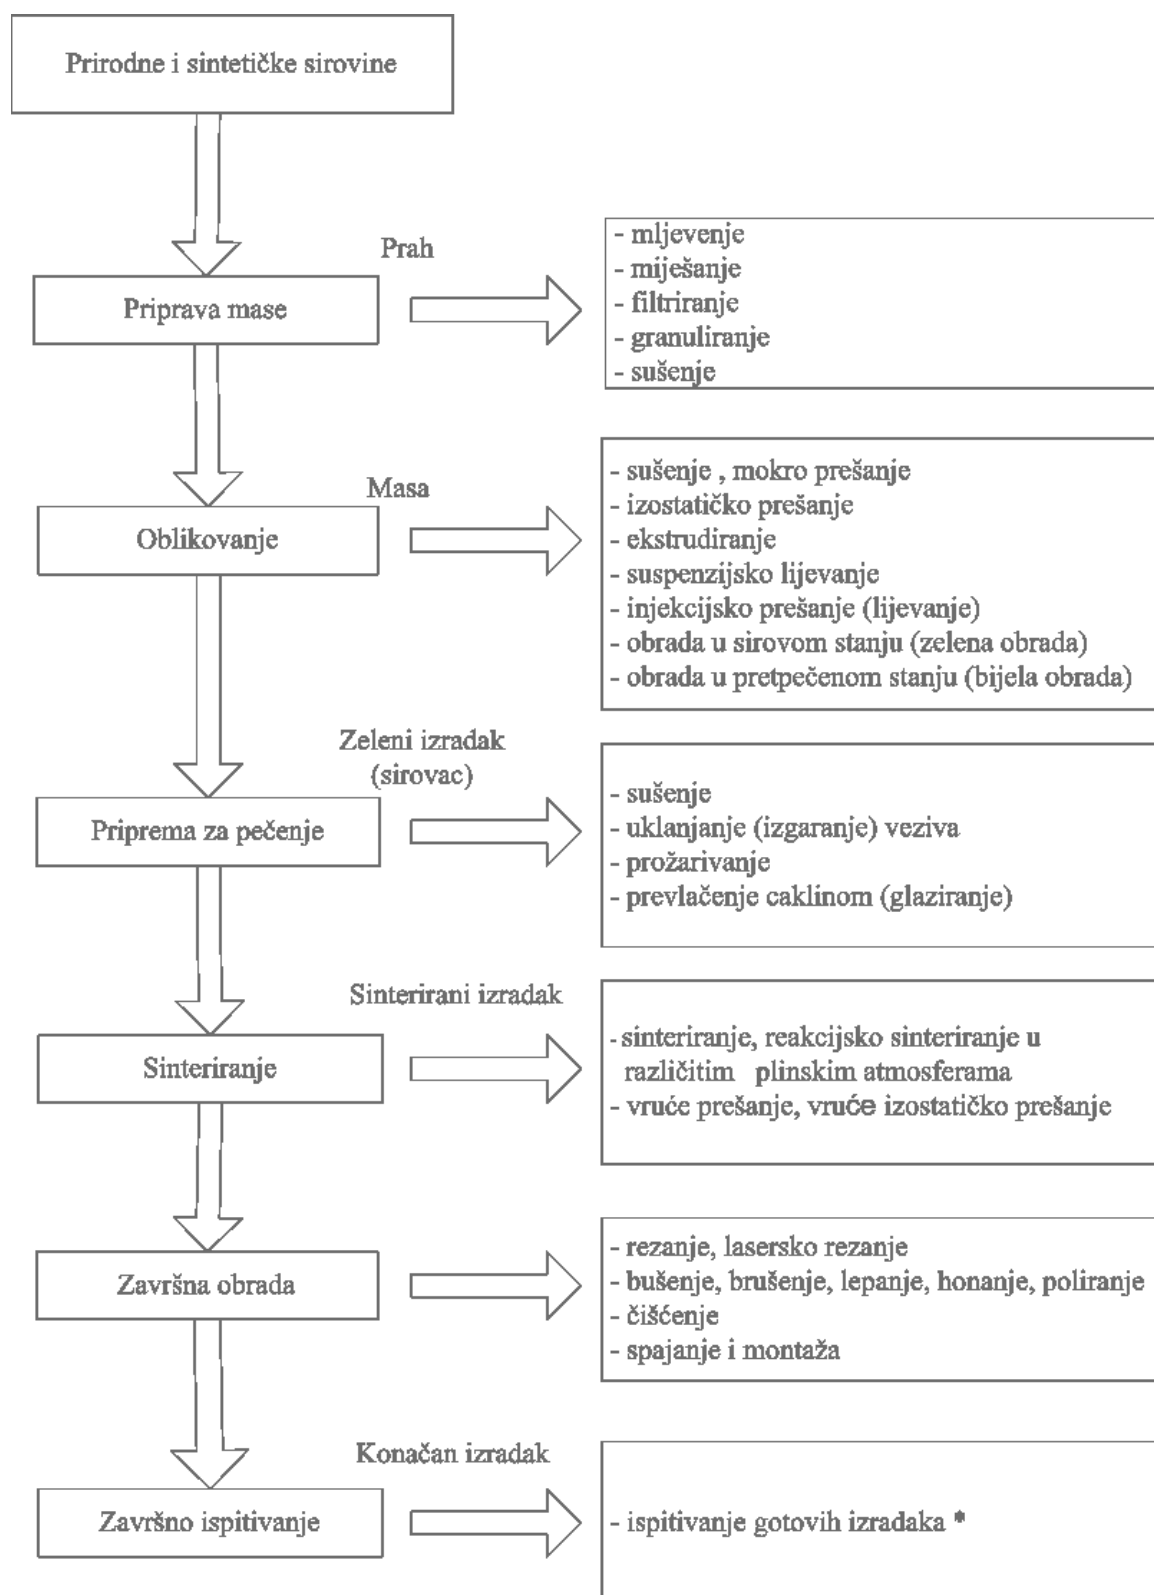 Prirodne i sintetičke sirovine
Prah
Priprava mase
- mljevenje
- miješanje
- filtriranje
- granuliranje
- sušenje
Masa
Oblikovanje
- sušenje , mokro prešanje
- izostatičko prešanje
- ekstrudiranje
- suspenzijsko lijevanje
- injekcijsko prešanje (lijevanje)
- obrada u sirovom stanju (zelena obrada)
- obrada u pretpečenom stanju (bijela obrada)
Zeleni izradak
(sirovac)
Priprema za pečenje
- sušenje
- uklanjanje (izgaranje) veziva
- prožarivanje
- prevlačenje caklinom (glaziranje)
Sinterirani izradak
Sinteriranje
- sinteriranje, reakcijsko sinteriranje u
različitim plinskim atmosferama
- vruće prešanje, vruće izostatičko prešanje
Završna obrada
- rezanje, lasersko rezanje
- bušenje, brušenje, lepanje, honanje, poliranje
- čišćenje
- spajanje i montaža
Konačan izradak
Završno ispitivanje
- ispitivanje gotovih izradaka *